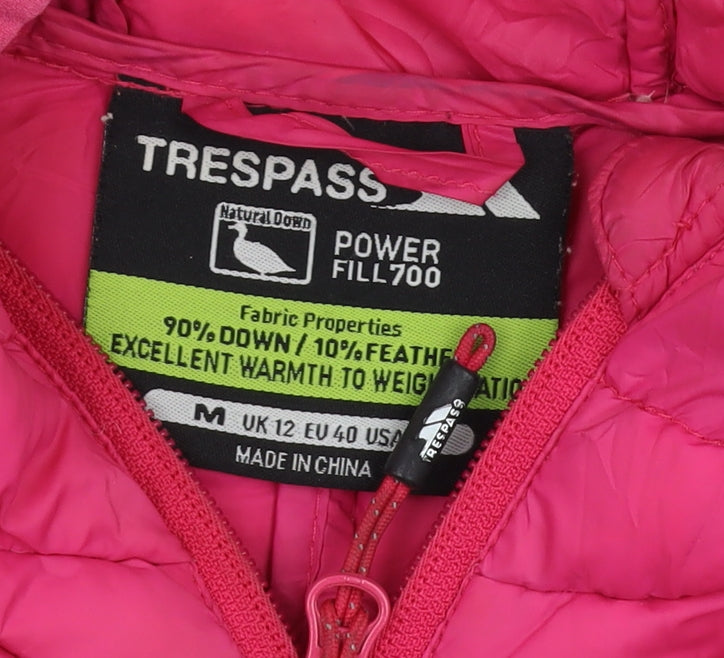 TRESPASS
Natural Down
POWER
FILL700
Fabric Properties
90% DOWN / 10% FEATHE
EXCELLENT WARMTH TO WEIGH ATIO
M UK 12 EU 40 USA
MADE IN CHINA
TRESPASS